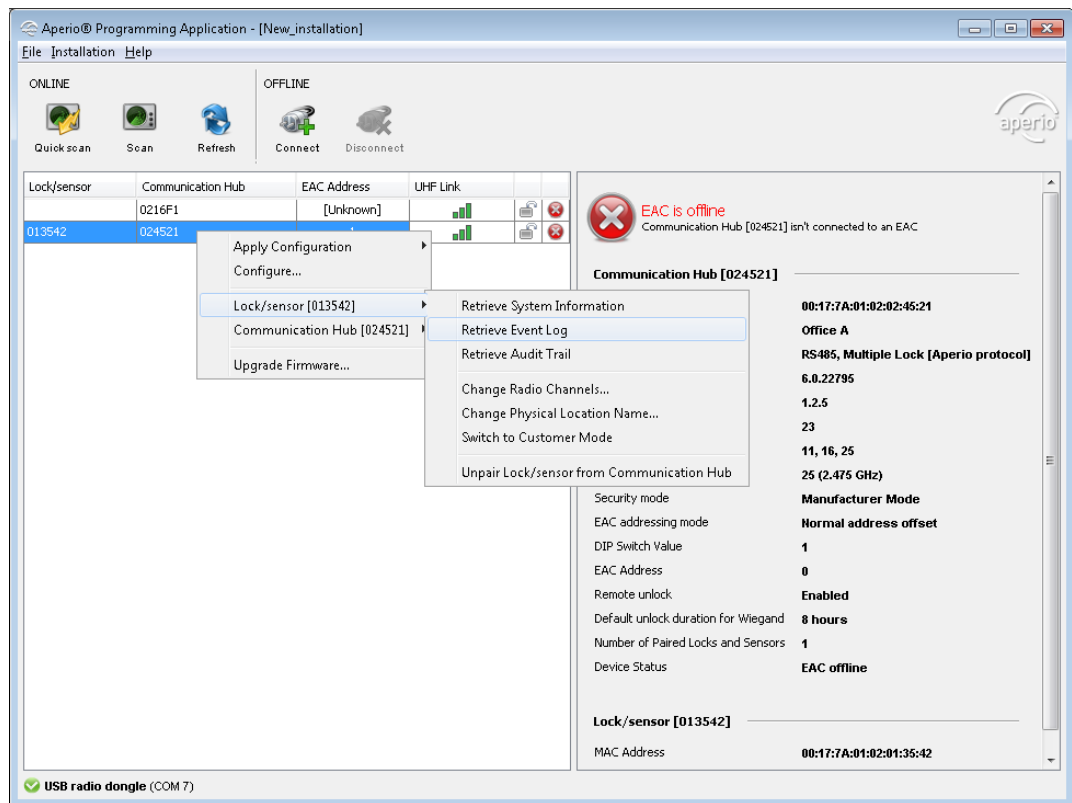 Aperio® Programming Application - [New_installation]
File Installation Help
ONLINE
OFFLINE
Quick scan Scan Refresh Connect Disconnect
aperio
Lock/sensor Communication Hub EAC Address UHF Link
0216F1 [Unknown]
013542 024521
Apply Configuration
Configure...
Lock/sensor [013542]
Communication Hub [024521]
Upgrade Firmware...
Retrieve System Information
Retrieve Event Log
Retrieve Audit Trail
Change Radio Channels...
Change Physical Location Name...
Switch to Customer Mode
Unpair Lock/sensor from Communication Hub
EAC is offline
Communication Hub [024521] isn't connected to an EAC
Communication Hub [024521]
00:17:7A:01:02:02:45:21
Office A
RS485, Multiple Lock [Aperio protocol]
6.0.22795
1.2.5
23
11, 16, 25
25 (2.475 GHz)
Security mode Manufacturer Mode
EAC addressing mode Normal address offset
DIP Switch Value 1
EAC Address 0
Remote unlock Enabled
Default unlock duration for Wiegand 8 hours
Number of Paired Locks and Sensors 1
Device Status EAC offline
Lock/sensor [013542]
MAC Address 00:17:7A:01:02:01:35:42
USB radio dongle (COM 7)